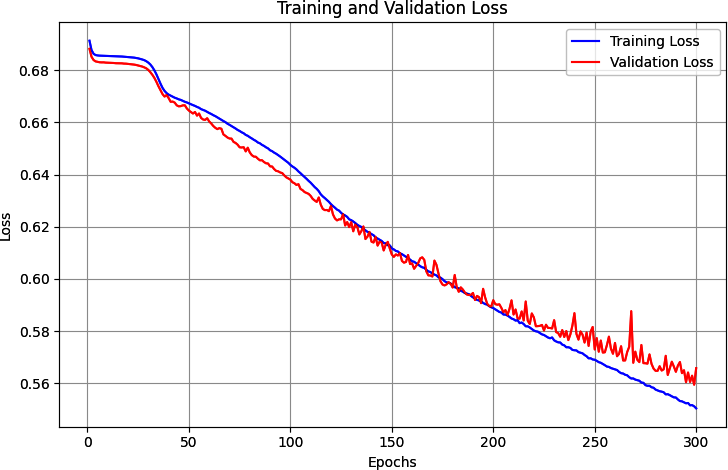 Training and Validation Loss
Training Loss
Validation Loss
0.68
0.66
0.64
0.62
0.60
0.58
0.56
Loss
0 50 100 150 200 250 300
Epochs